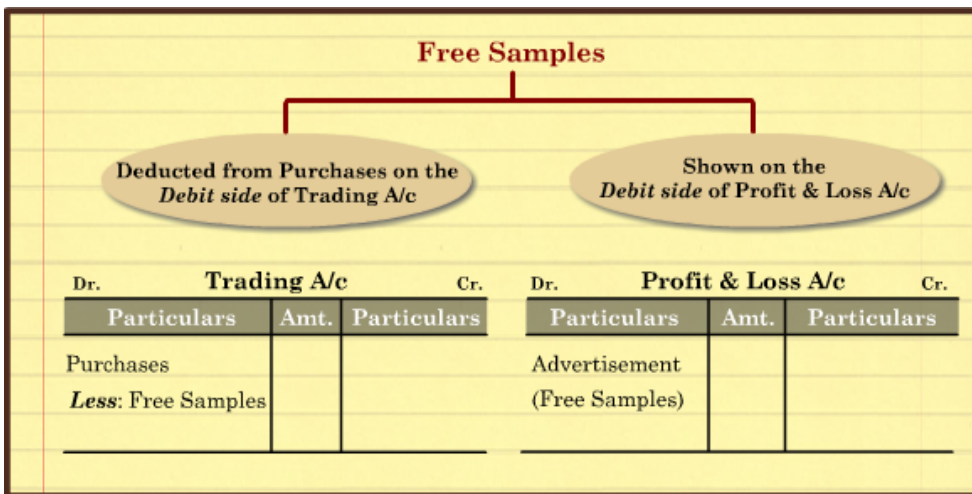 Free Samples
Deducted from Purchases on the
Debit side of Trading A/c
Shown on the
Debit side of Profit & Loss A/c
Dr. Trading A/c Cr.
Particulars Amt. Particulars
Purchases
Less: Free Samples
Dr. Profit & Loss A/c Cr.
Particulars Amt. Particulars
Advertisement
(Free Samples)